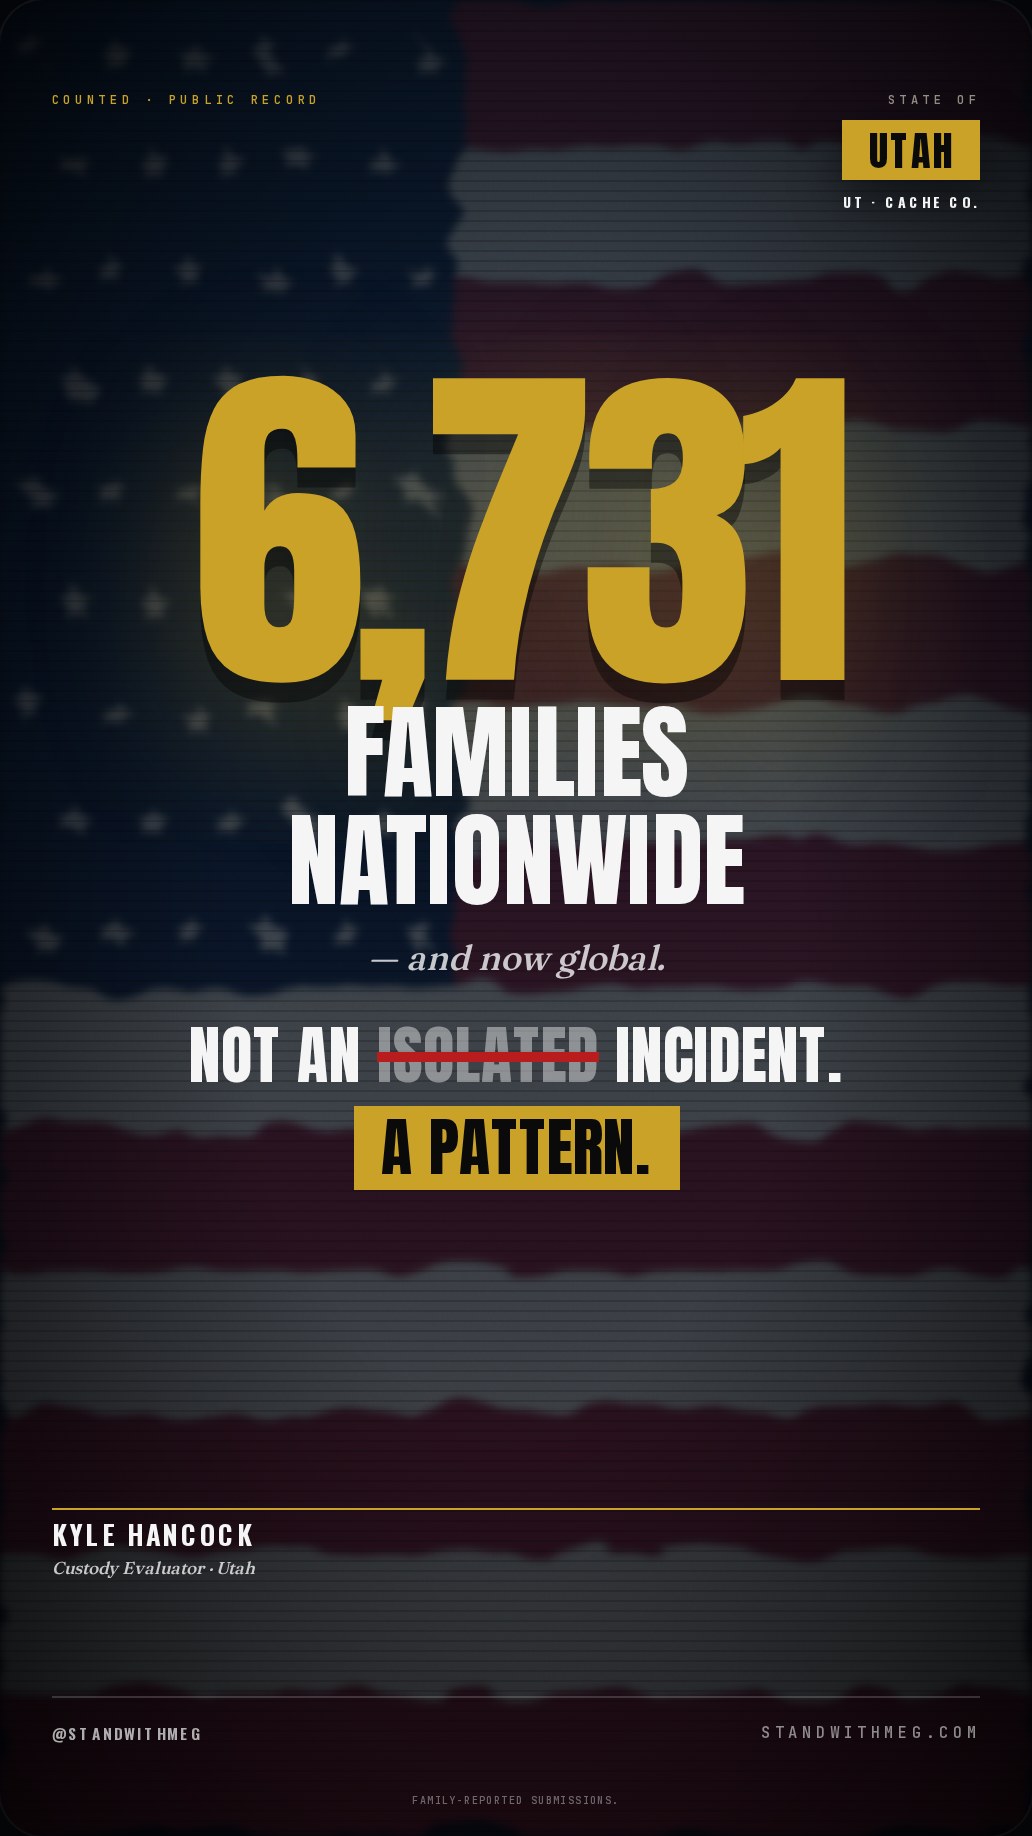 COUNTED · PUBLIC RECORD
STATE OF
UTAH
UT · CACHE CO.
6,731
FAMILIES
NATIONWIDE
— and now global.
NOT AN ISOLATED INCIDENT.
A PATTERN.
KYLE HANCOCK
Custody Evaluator · Utah
@STANDWITHMEG
STANDWITHMEG.COM
FAMILY-REPORTED SUBMISSIONS.